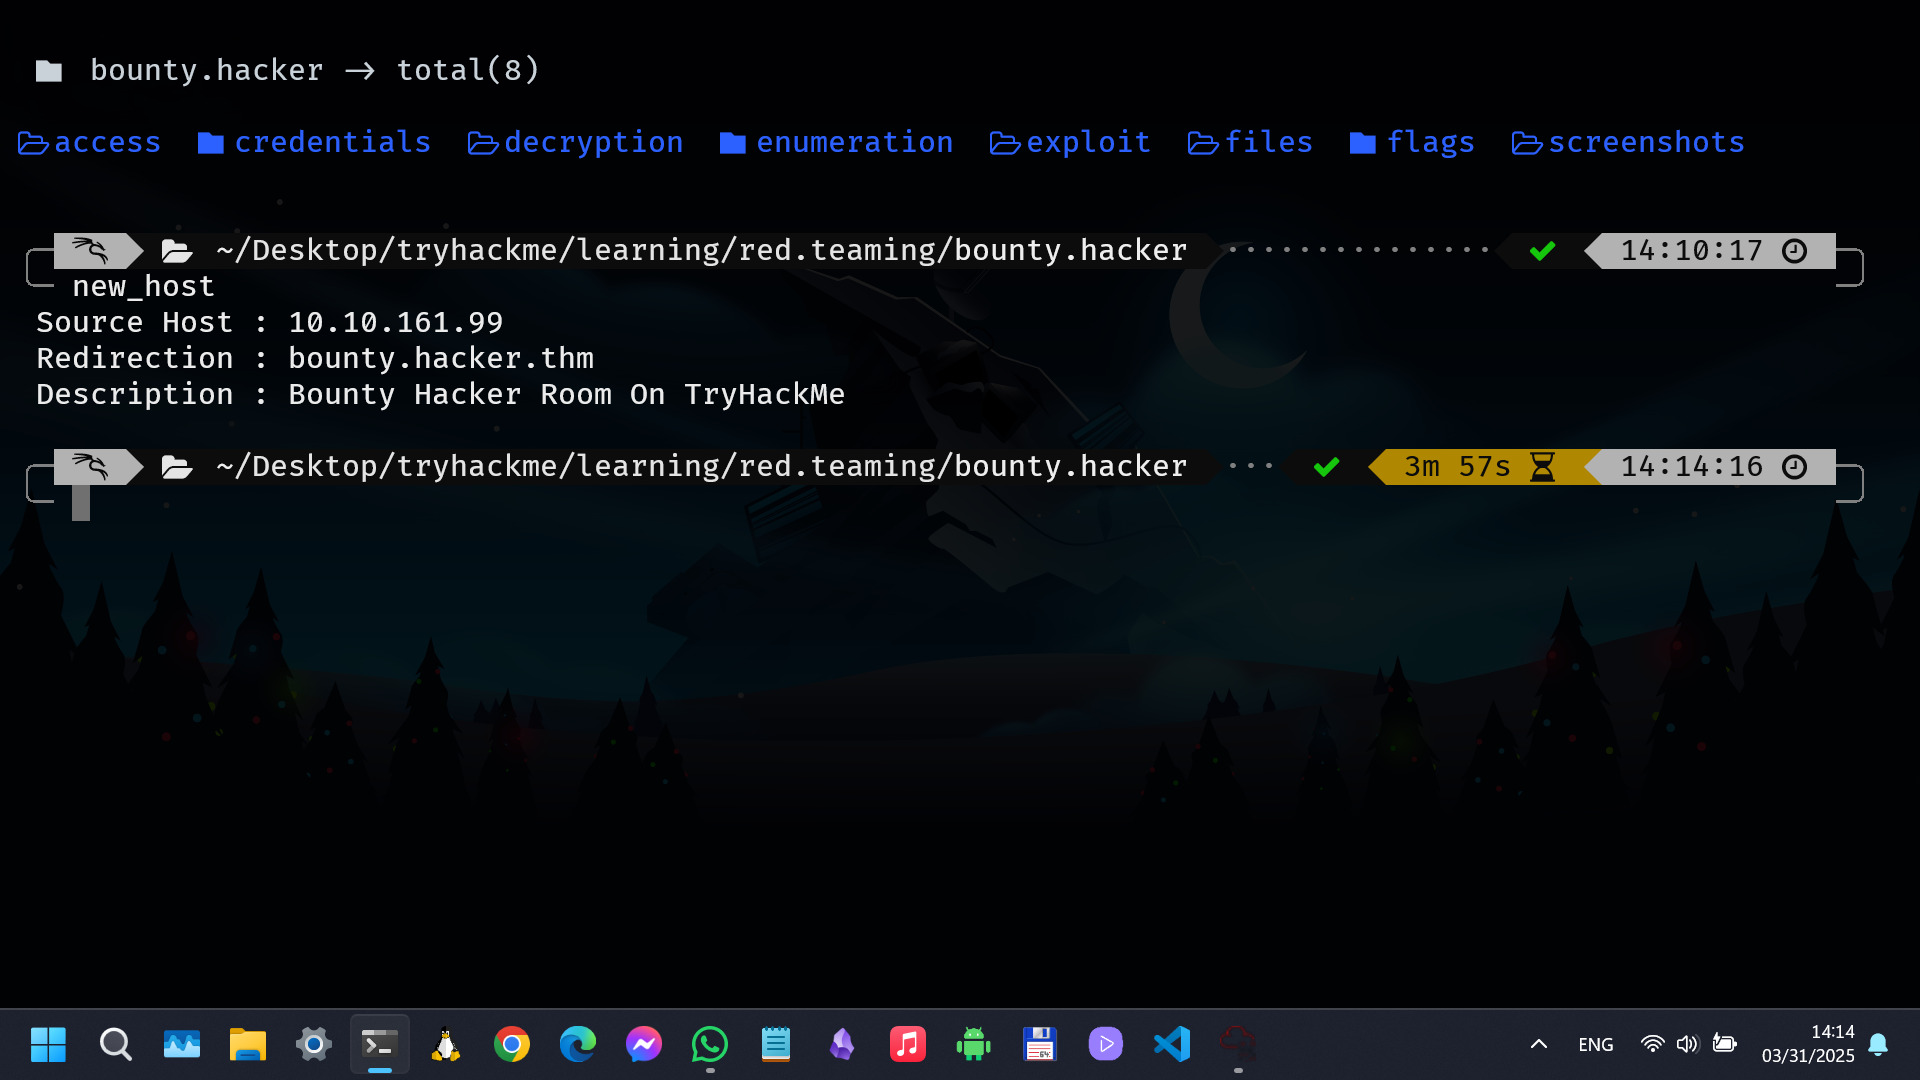 bounty.hacker → total(8)
access credentials decryption enumeration exploit files flags screenshots
~/Desktop/tryhackme/learning/red.teaming/bounty.hacker ··············· 14:10:17
new_host
Source Host : 10.10.161.99
Redirection : bounty.hacker.thm
Description : Bounty Hacker Room On TryHackMe
~/Desktop/tryhackme/learning/red.teaming/bounty.hacker ··· 3m 57s 14:14:16
ENG 14:14
03/31/2025